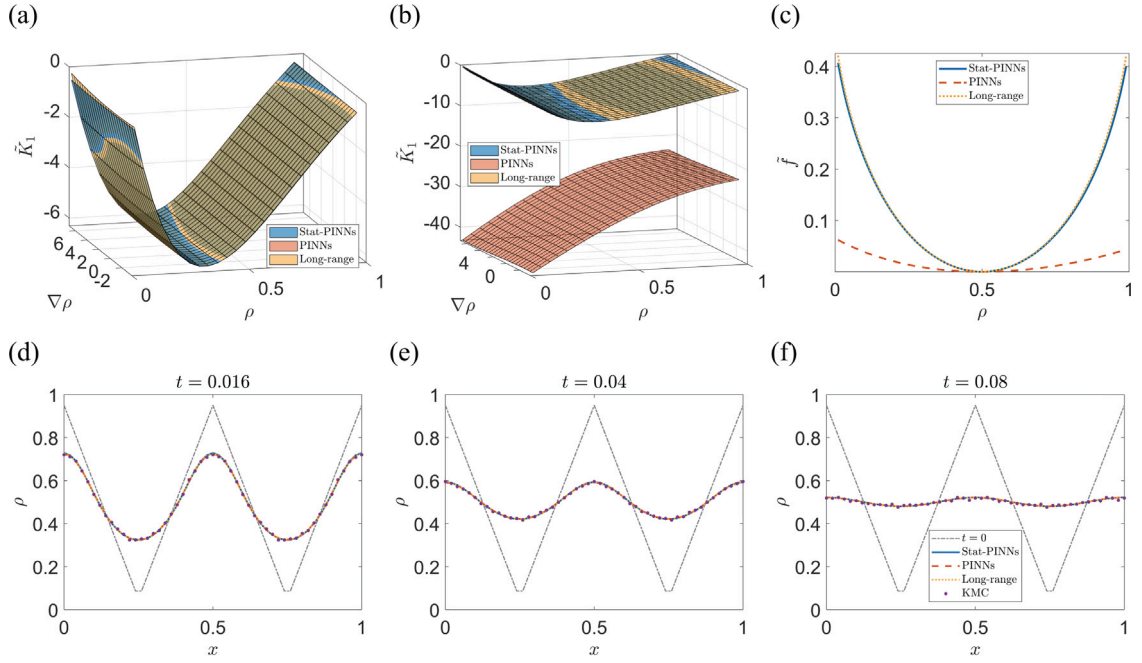 (a)
(b)
(c)
0
-2
-4
-6
K̃₁
6
4
2
0
-2
∇ρ
0
0.5
1
ρ
Stat-PINNs
PINNs
Long-range
0
-10
-20
-30
-40
K̃₁
4
0
∇ρ
0
0.5
1
ρ
Stat-PINNs
PINNs
Long-range
0.4
0.3
0.2
0.1
f̃
0
0.5
1
ρ
Stat-PINNs
PINNs
Long-range
(d)
(e)
(f)
t = 0.016
1
0.8
0.6
0.4
0.2
0
ρ
0
0.5
1
x
t = 0.04
1
0.8
0.6
0.4
0.2
0
ρ
0
0.5
1
x
t = 0.08
1
0.8
0.6
0.4
0.2
0
ρ
0
0.5
1
x
t = 0
Stat-PINNs
PINNs
Long-range
KMC